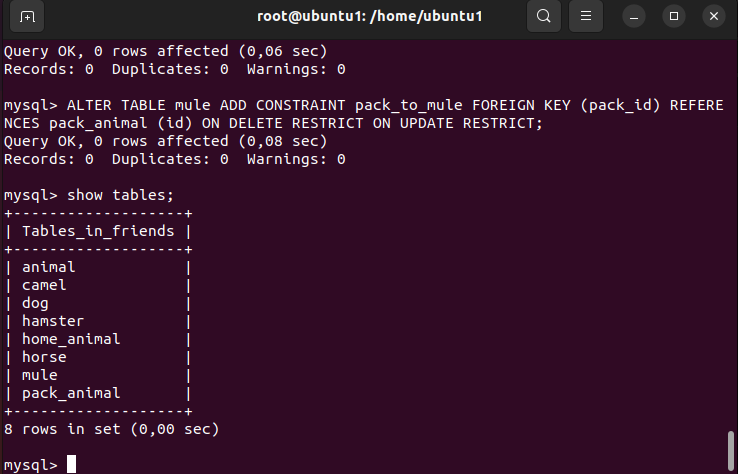 root@ubuntu1: /home/ubuntu1
Query OK, 0 rows affected (0,06 sec)
Records: 0  Duplicates: 0  Warnings: 0
mysql> ALTER TABLE mule ADD CONSTRAINT pack_to_mule FOREIGN KEY (pack_id) REFERE
NCES pack_animal (id) ON DELETE RESTRICT ON UPDATE RESTRICT;
Query OK, 0 rows affected (0,08 sec)
Records: 0  Duplicates: 0  Warnings: 0
mysql> show tables;
+-------------------+
| Tables_in_friends |
+-------------------+
| animal            |
| camel             |
| dog               |
| hamster           |
| home_animal       |
| horse             |
| mule              |
| pack_animal       |
+-------------------+
8 rows in set (0,00 sec)
mysql>